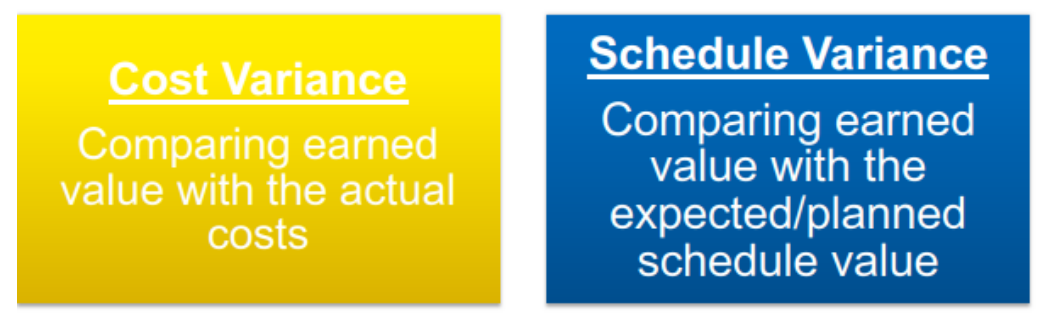 Cost Variance
Comparing earned
value with the actual
costs
Schedule Variance
Comparing earned
value with the
expected/planned
schedule value